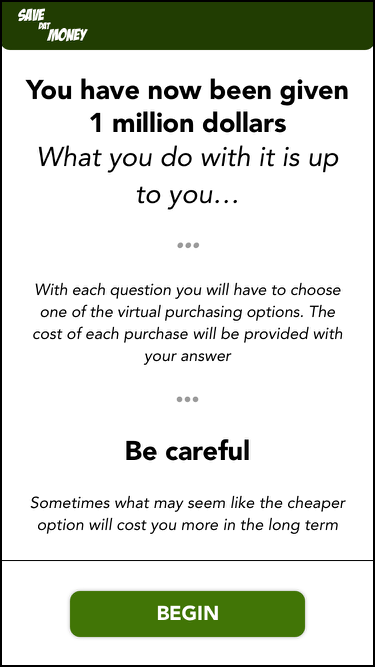 SAVE
DAT
MONEY
You have now been given
1 million dollars
What you do with it is up
to you...
With each question you will have to choose
one of the virtual purchasing options. The
cost of each purchase will be provided with
your answer
Be careful
Sometimes what may seem like the cheaper
option will cost you more in the long term
BEGIN